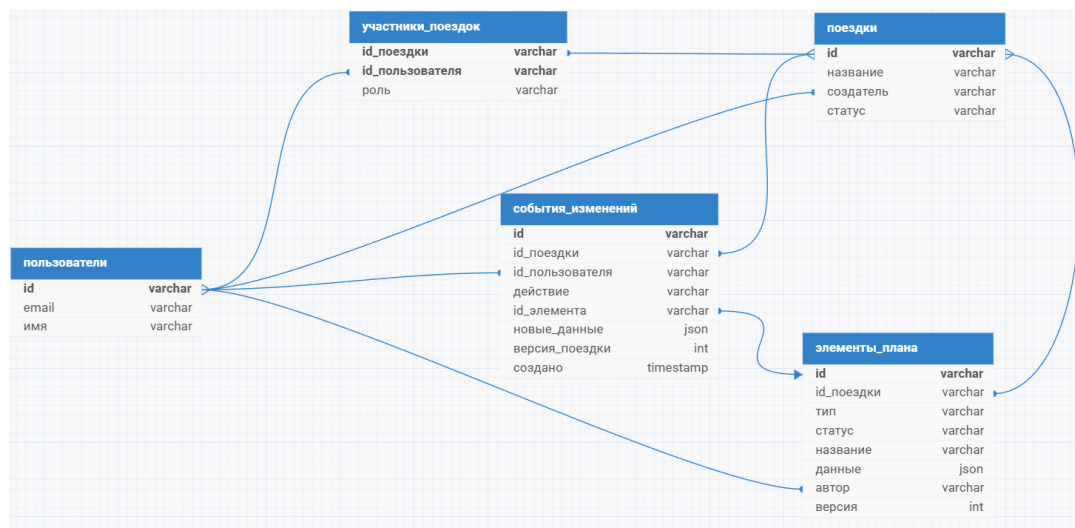 участники_поездок
id_поездки varchar
id_пользователя varchar
роль varchar
поездки
id varchar
название varchar
создатель varchar
статус varchar
события_изменений
id varchar
id_поездки varchar
id_пользователя varchar
действие varchar
id_элемента varchar
новые_данные json
версия_поездки int
создано timestamp
пользователи
id varchar
email varchar
имя varchar
элементы_плана
id varchar
id_поездки varchar
тип varchar
статус varchar
название varchar
данные json
автор varchar
версия int